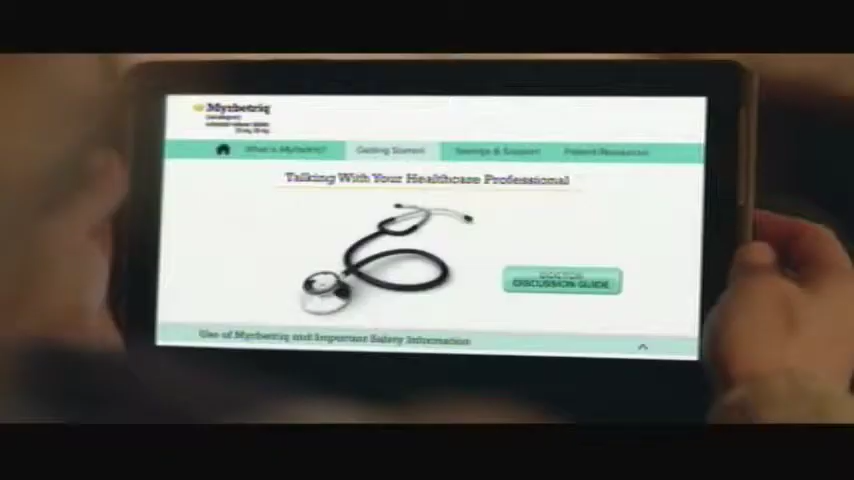 Myrbetriq
What is Myrbetriq?
Getting Started
Savings & Support
Patient Resources
Talking With Your Healthcare Professional
DOCTOR
DISCUSSION GUIDE
Use of Myrbetriq and Important Safety Information